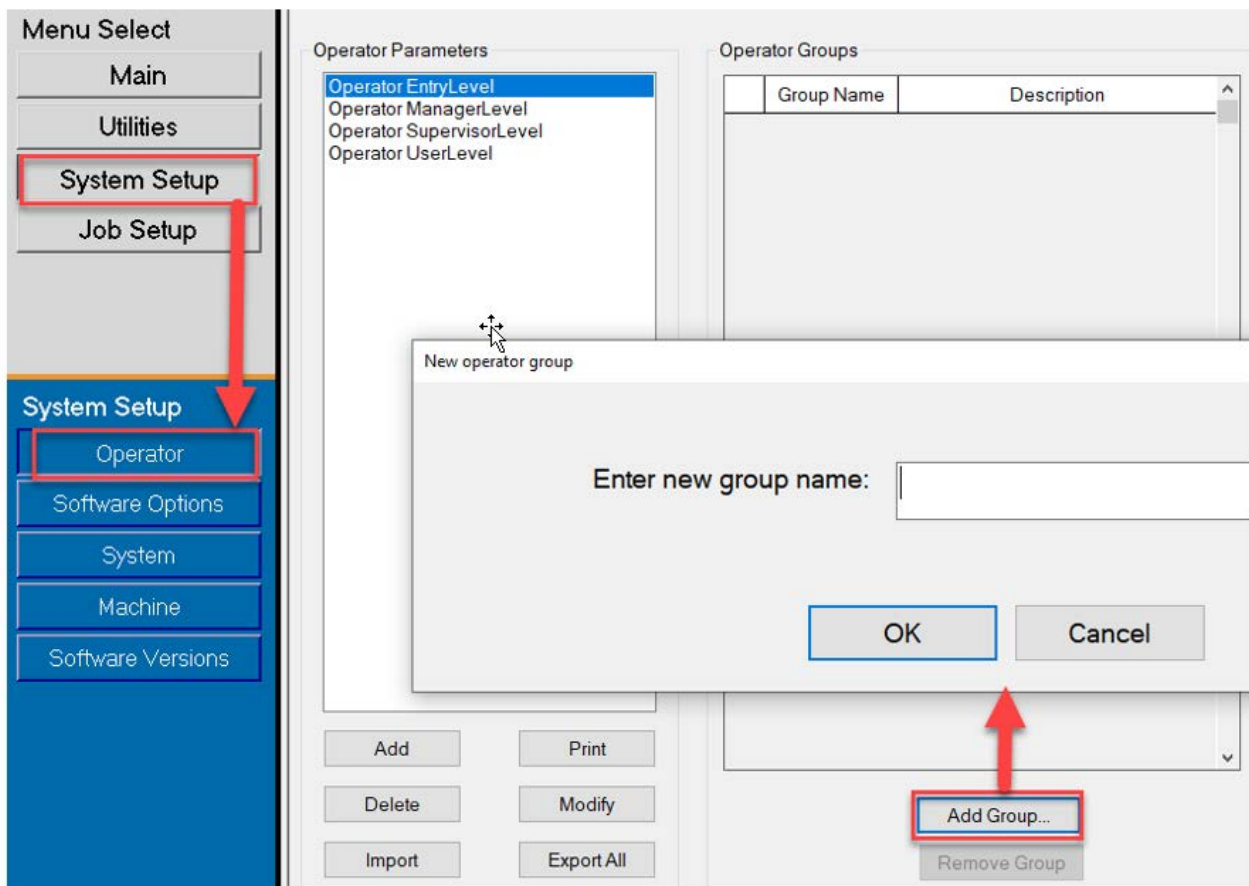 Menu Select
Main
Utilities
System Setup
Job Setup
System Setup
Operator
Software Options
System
Machine
Software Versions
Operator Parameters
Operator EntryLevel
Operator ManagerLevel
Operator SupervisorLevel
Operator UserLevel
Add
Print
Delete
Modify
Import
Export All
Operator Groups
Group Name
Description
New operator group
Enter new group name:
OK
Cancel
Add Group...
Remove Group